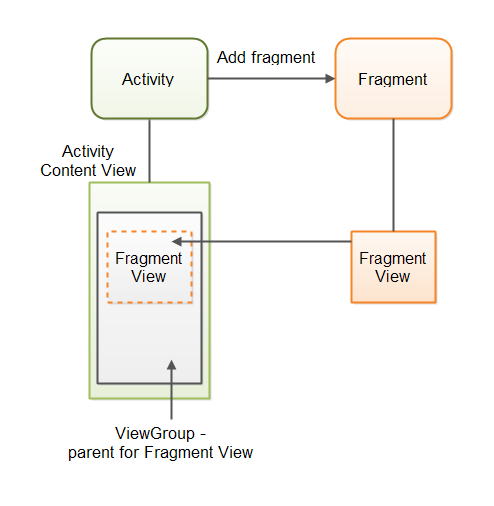 Add fragment
Activity
Fragment
Activity
Content View
Fragment
View
Fragment
View
ViewGroup -
parent for Fragment View